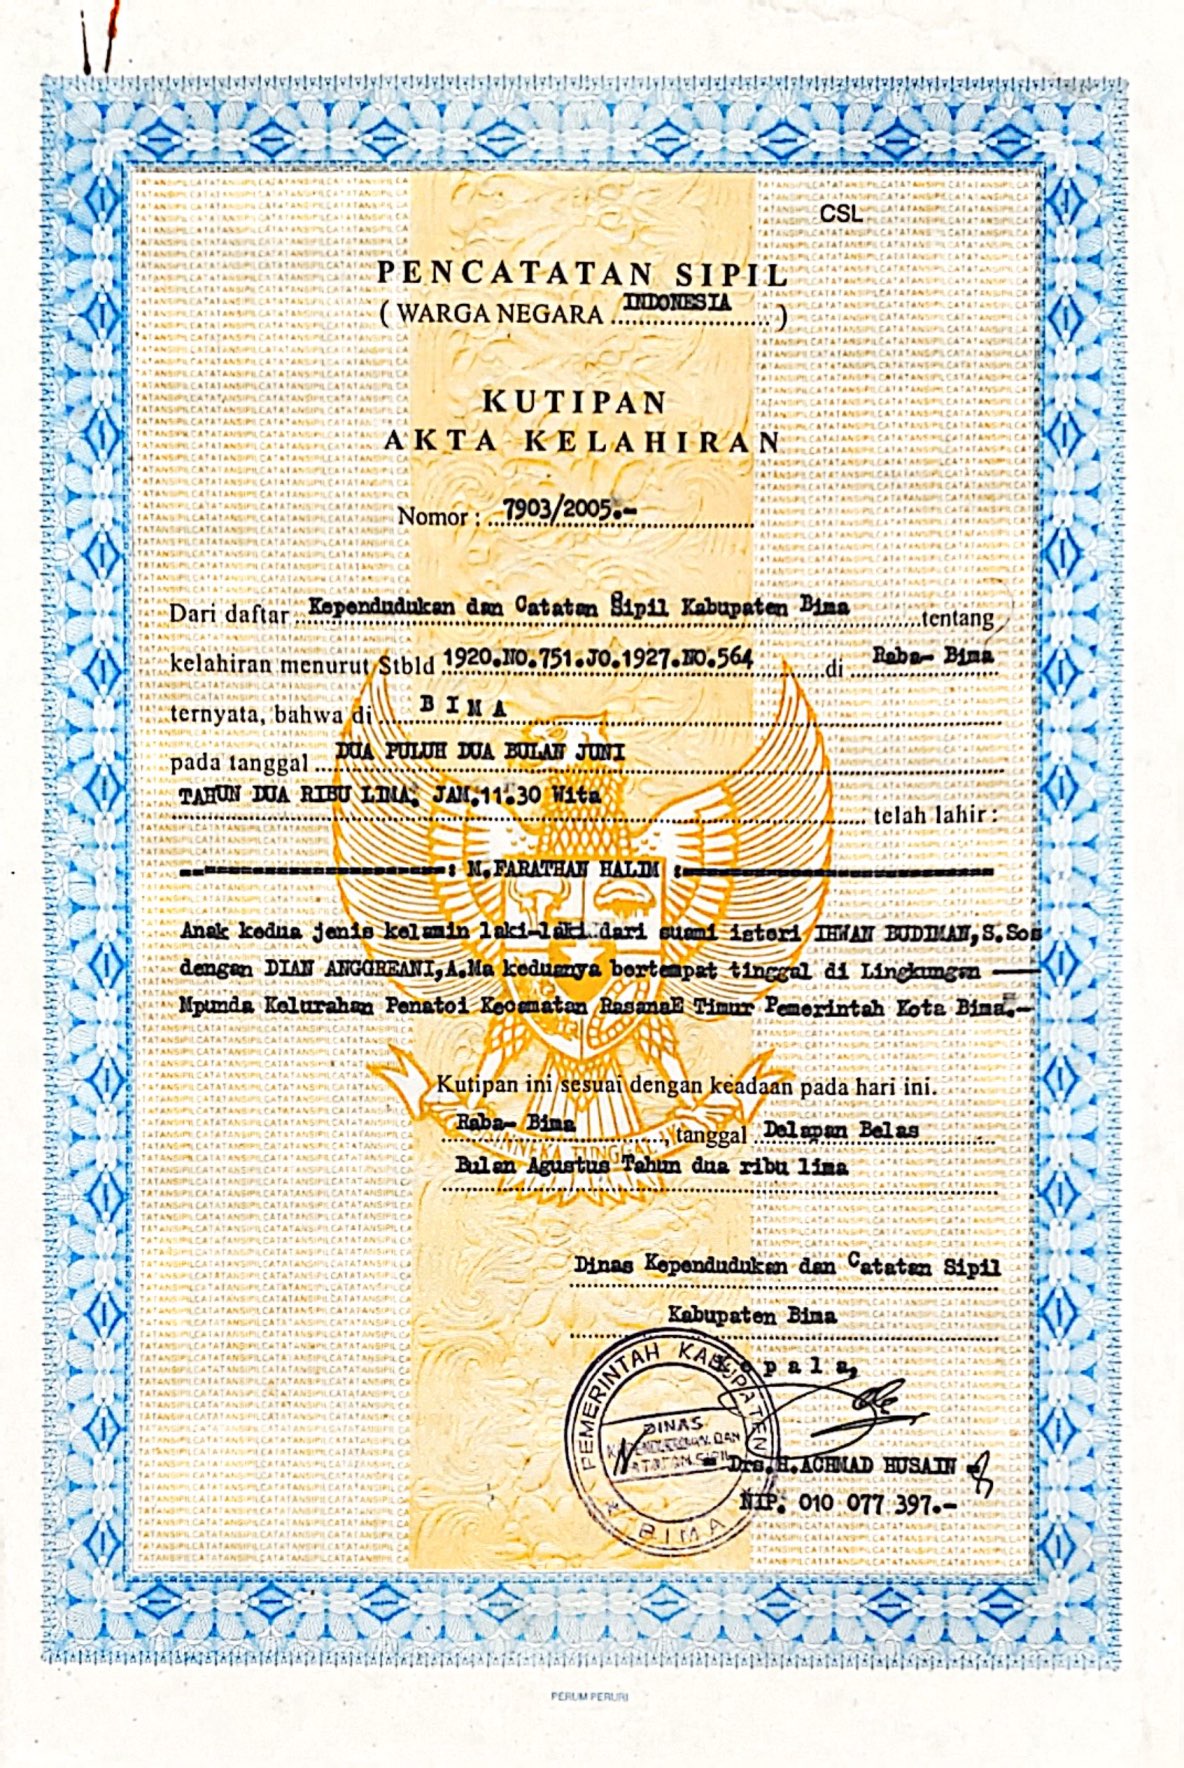 CSL
PENCATATAN SIPIL
( WARGA NEGARA INDONESIA )
KUTIPAN
AKTA KELAHIRAN
Nomor : 7903/2005.-
Dari daftar Kependudukan dan Catatan Sipil Kabupaten Bima tentang
kelahiran menurut Stbld 1920.NO.751.JO.1927.NO.564 di Raba- Bima
ternyata, bahwa di B I M A
pada tanggal DUA PULUH DUA BULAN JUNI
TAHUN DUA RIBU LIMA. JAM.11.30 Wita telah lahir :
: M.FARATHAN HALIM :
Anak kedua jenis kelamin laki-laki dari suami isteri IHWAN BUDIMAN,S.Sos
dengan DIAN ANGGREANI,A.Ma keduanya bertempat tinggal di Lingkungan
Mpunda Kelurahan Penatoi Kecamatan RasanaE Timur Pemerintah Kota Bima.-
Kutipan ini sesuai dengan keadaan pada hari ini.
Raba- Bima, tanggal Delapan Belas
Bulan Agustus Tahun dua ribu lima
Dinas Kependudukan dan Catatan Sipil
Kabupaten Bima
K e p a l a,
PEMERINTAH KABUPATEN
DINAS
KEPENDUDUKAN DAN
CATATAN SIPIL
BIMA
Drs.H.ACHMAD HUSAIN
NIP. 010 077 397.-
PERUM PERURI